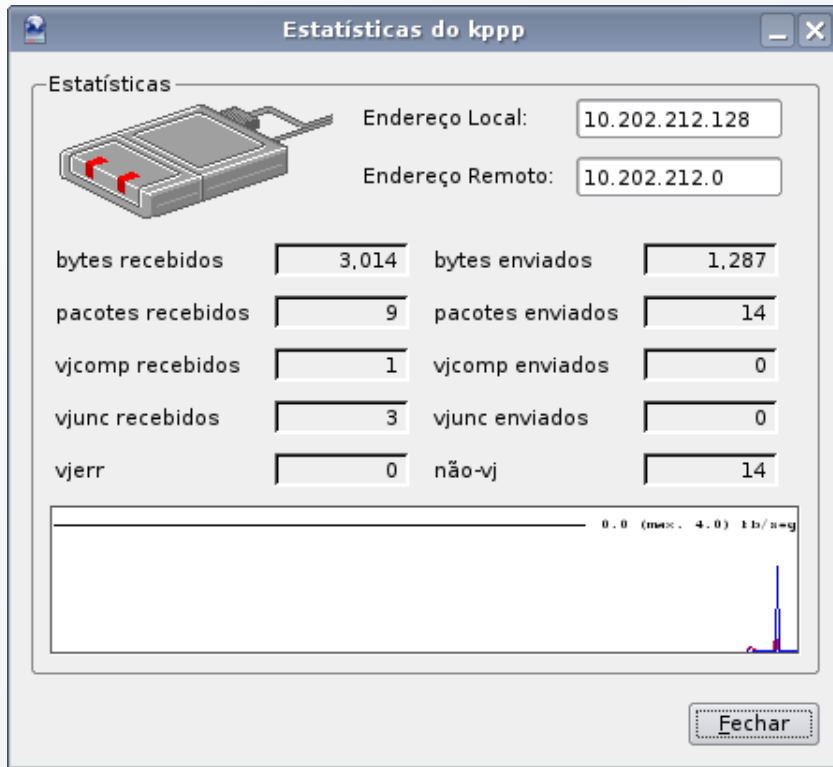 Estatísticas do kppp
Estatísticas
Endereço Local: 10.202.212.128
Endereço Remoto: 10.202.212.0
bytes recebidos 3,014 bytes enviados 1,287
pacotes recebidos 9 pacotes enviados 14
vjcomp recebidos 1 vjcomp enviados 0
vjunc recebidos 3 vjunc enviados 0
vjerr 0 não-vj 14
0.0 (max. 4.0) kb/seg
Fechar